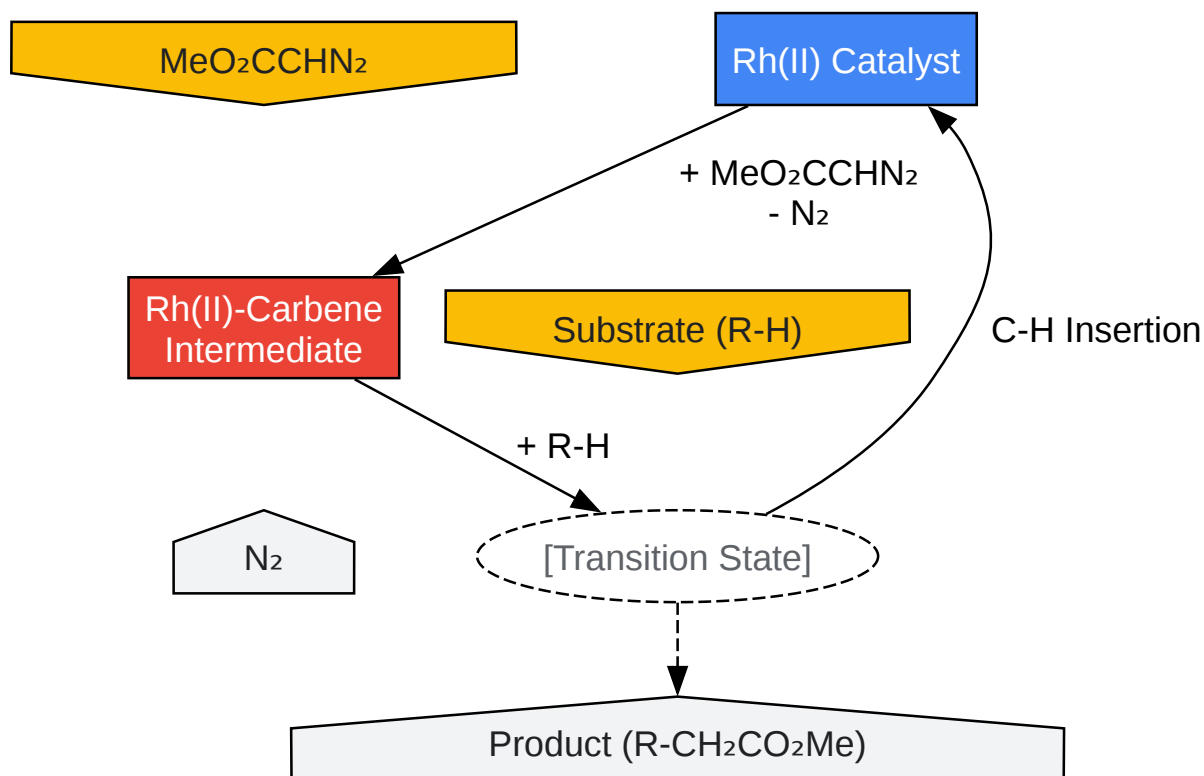 MeO₂CCHN₂
Rh(II) Catalyst
+ MeO₂CCHN₂
- N₂
Rh(II)-Carbene
Intermediate
Substrate (R-H)
C-H Insertion
+ R-H
N₂
[Transition State]
Product (R-CH₂CO₂Me)